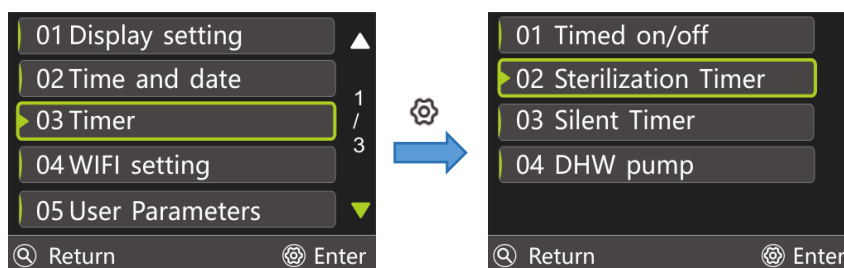 01 Display setting
02 Time and date
03 Timer
04 WIFI setting
05 User Parameters
1
/
3
Return
Enter
01 Timed on/off
02 Sterilization Timer
03 Silent Timer
04 DHW pump
Return
Enter